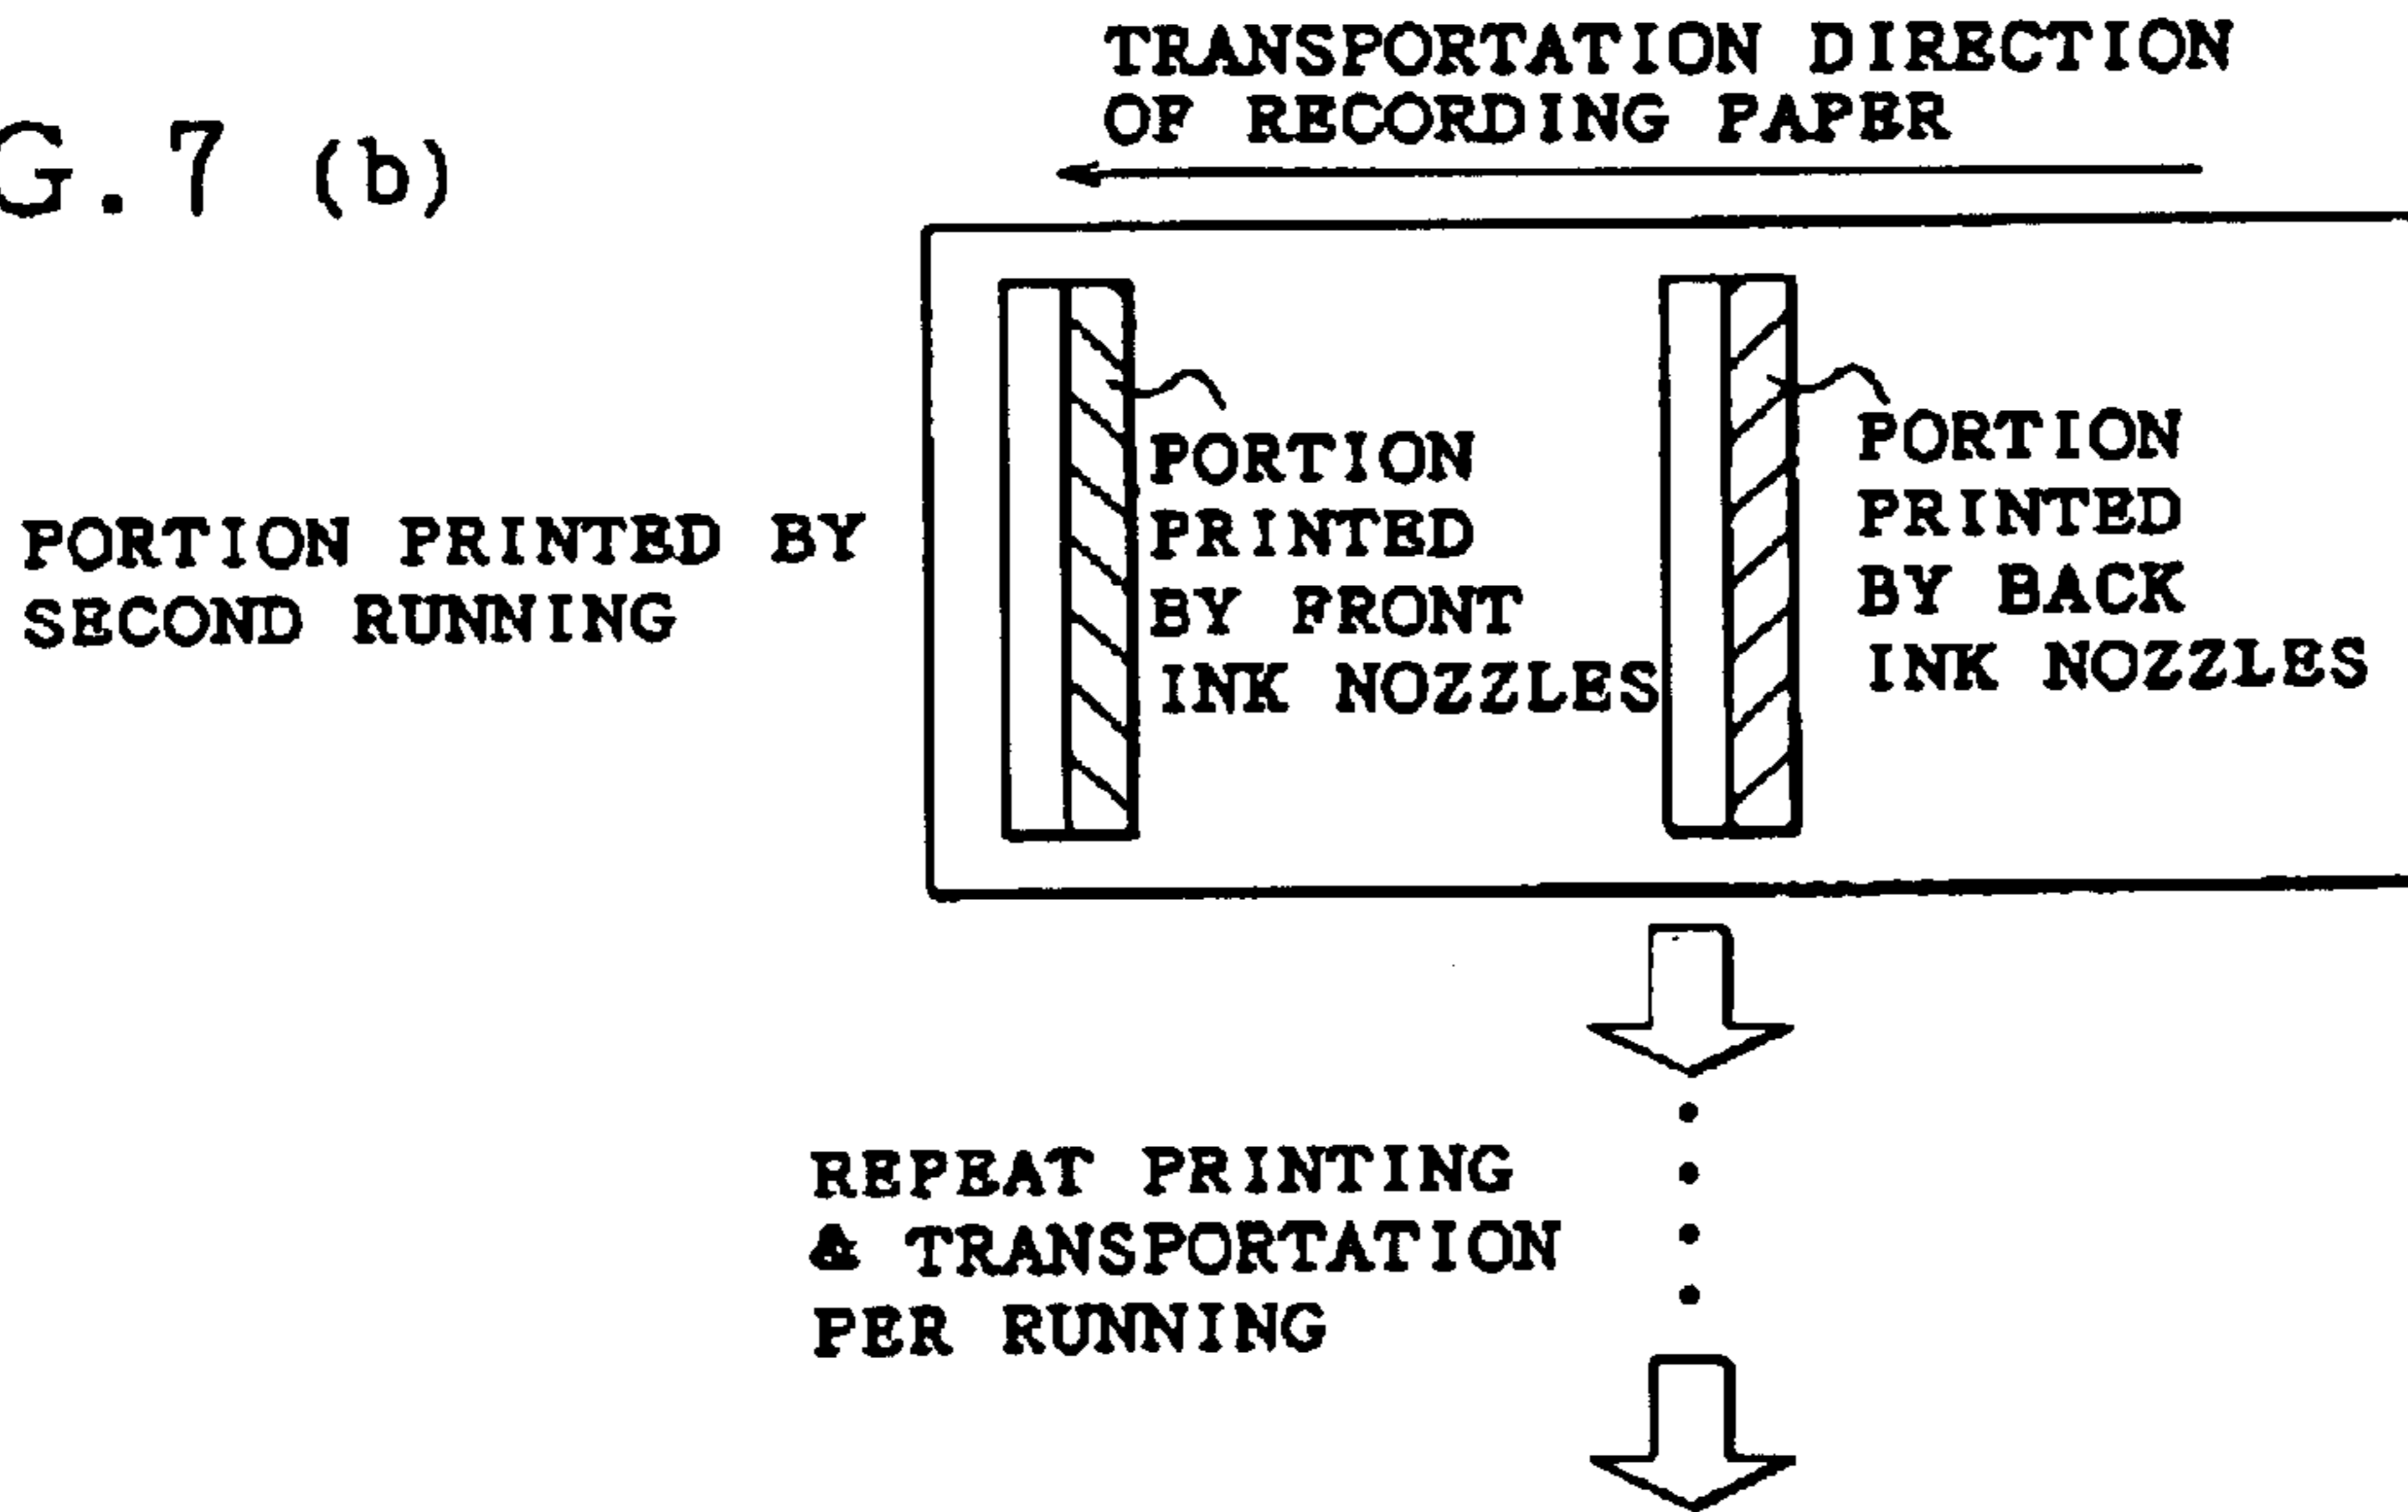 TRANSPORTATION DIRECTION
OF RECORDING PAPER
G.7 (b)
PORTION PRINTED BY
SECOND RUNNING
PORTION
PRINTED
BY FRONT
INK NOZZLES
PORTION
PRINTED
BY BACK
INK NOZZLES
REPEAT PRINTING
& TRANSPORTATION
PER RUNNING